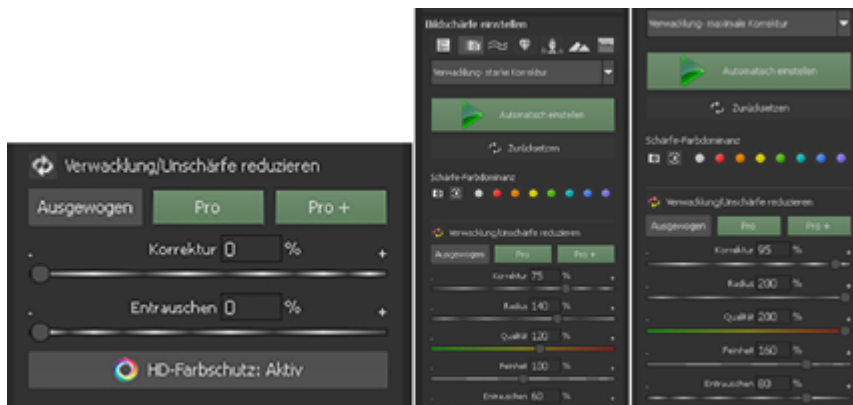 Verwacklung/Unschärfe reduzieren
Ausgewogen Pro Pro +
- Korrektur 0 % +
- Entrauschen 0 % +
HD-Farbschutz: Aktiv
Bildschärfe einstellen
Verwacklung- starke Korrektur
Automatisch einstellen
Zurücksetzen
Schärfe-Farbdominanz
Verwacklung/Unschärfe reduzieren
Ausgewogen Pro Pro +
- Korrektur 75 % +
- Radius 140 % +
- Qualität 120 % +
- Feinheit 100 % +
Entrauschen 60 %
Verwacklung- maximale Korrektur
Automatisch einstellen
Zurücksetzen
Schärfe-Farbdominanz
Verwacklung/Unschärfe reduzieren
Ausgewogen Pro Pro +
- Korrektur 95 % +
- Radius 200 % +
- Qualität 200 % +
- Feinheit 160 % +
- Entrauschen 80 % +